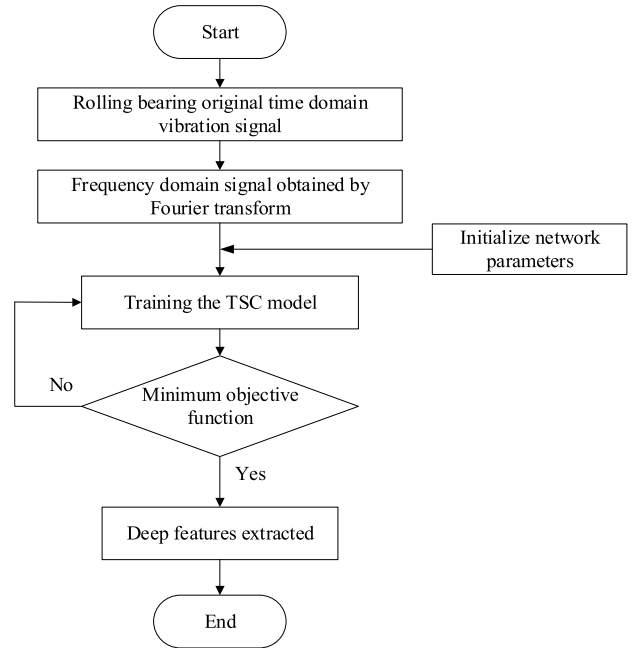 Start
Rolling bearing original time domain
vibration signal
Frequency domain signal obtained by
Fourier transform
Initialize network
parameters
Training the TSC model
No
Minimum objective
function
Yes
Deep features extracted
End